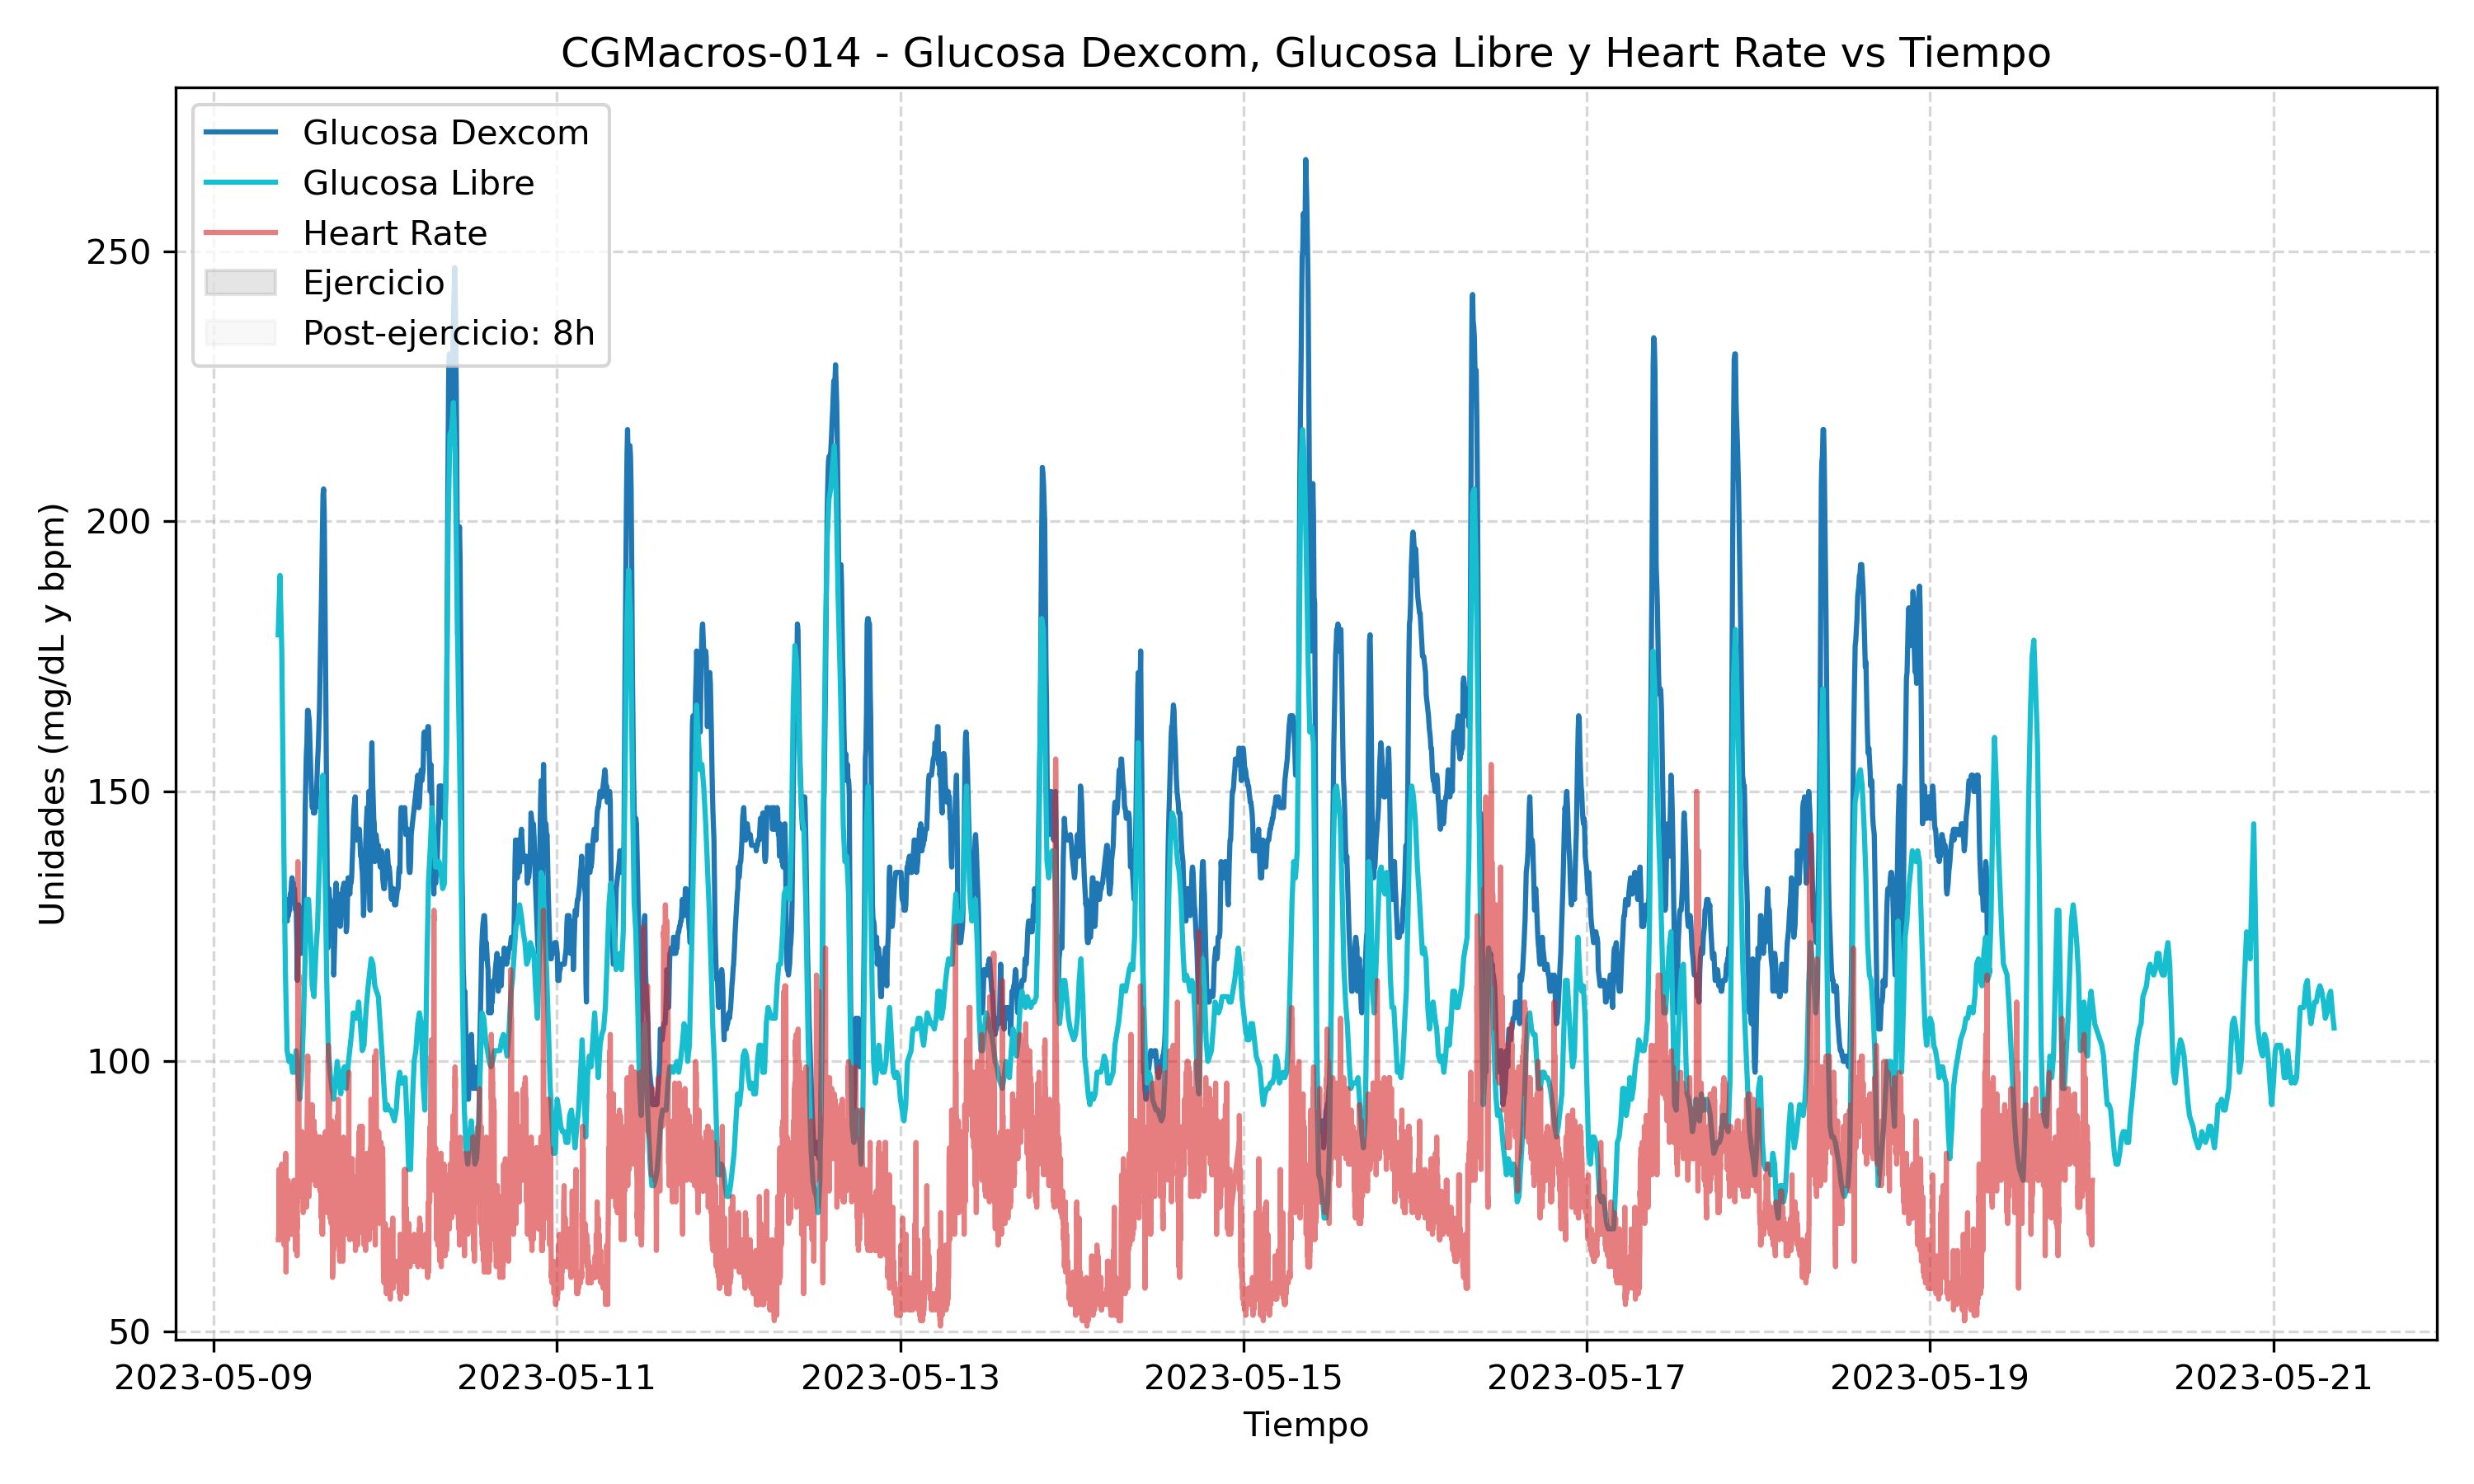 CGMacros-014 - Glucosa Dexcom, Glucosa Libre y Heart Rate vs Tiempo
Glucosa Dexcom
Glucosa Libre
Heart Rate
Ejercicio
Post-ejercicio: 8h
Unidades (mg/dL y bpm)
250
200
150
100
50
2023-05-09
2023-05-11
2023-05-13
2023-05-15
2023-05-17
2023-05-19
2023-05-21
Tiempo